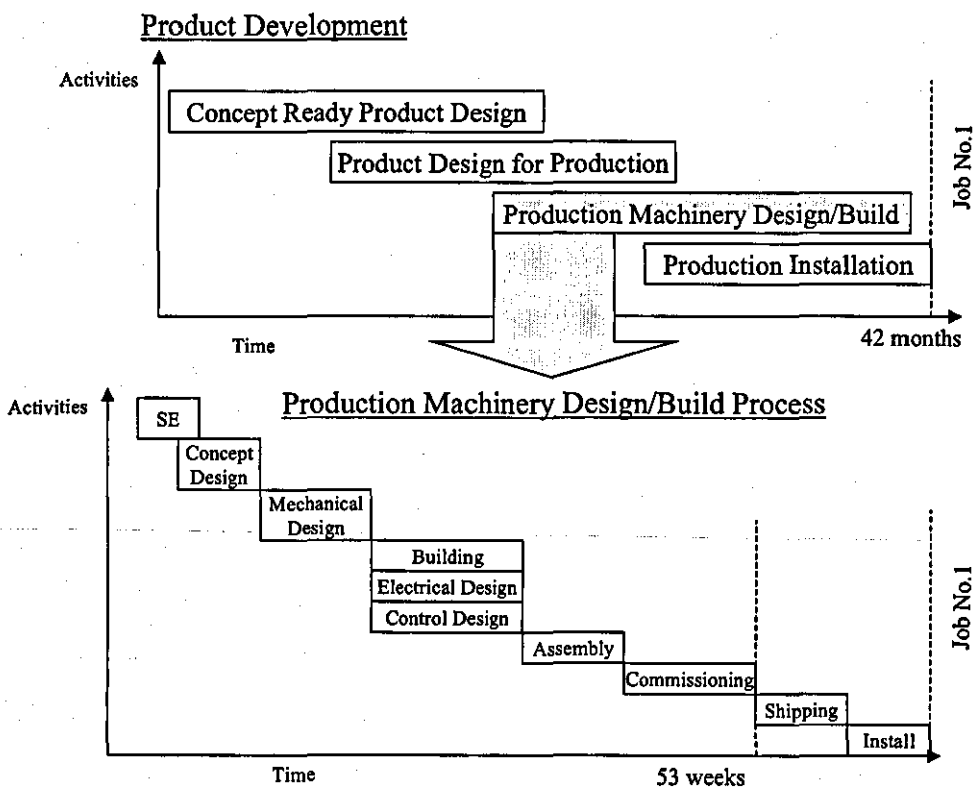 Product Development
Activities
Concept Ready Product Design
Product Design for Production
Production Machinery Design/Build
Production Installation
Job No.1
Time
42 months
Activities
Production Machinery Design/Build Process
SE
Concept
Design
Mechanical
Design
Building
Electrical Design
Control Design
Assembly
Commissioning
Shipping
Install
Job No.1
Time
53 weeks